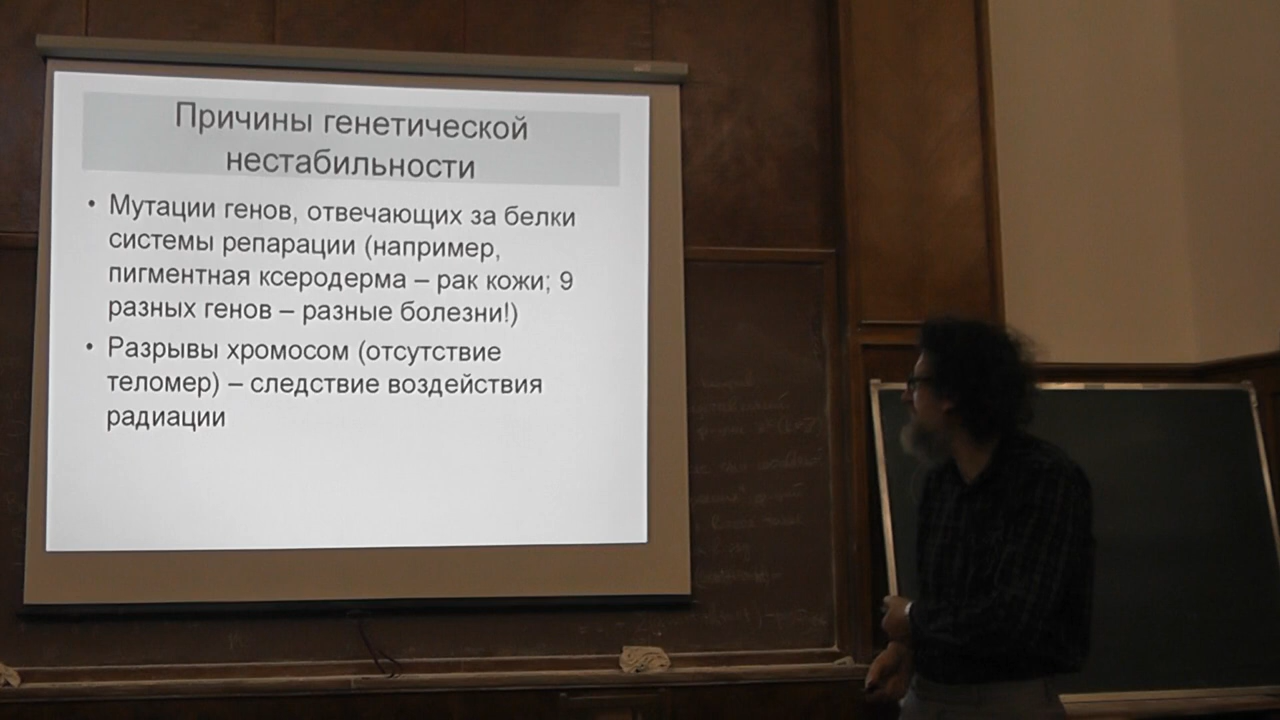 Причины генетической
нестабильности
• Мутации генов, отвечающих за белки
системы репарации (например,
пигментная ксеродерма – рак кожи; 9
разных генов – разные болезни!)
• Разрывы хромосом (отсутствие
теломер) – следствие воздействия
радиации